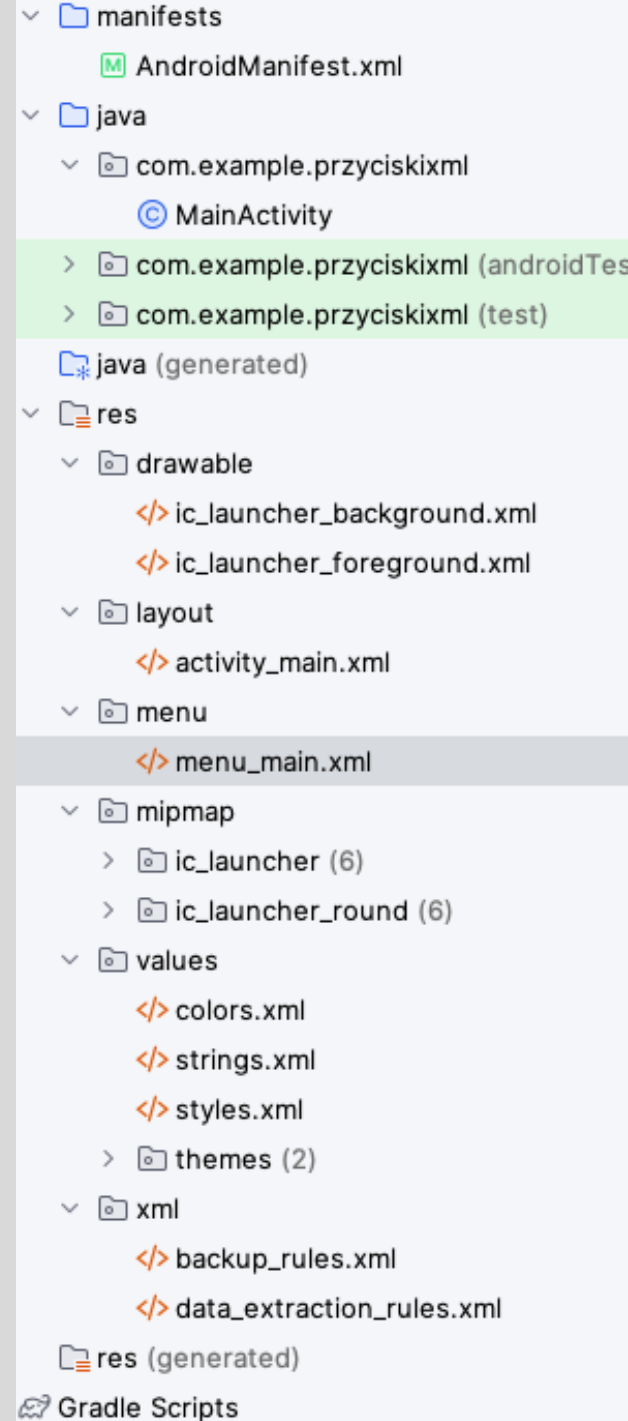 manifests
AndroidManifest.xml
java
com.example.przyciskixml
MainActivity
com.example.przyciskixml (androidTes
com.example.przyciskixml (test)
java (generated)
res
drawable
ic_launcher_background.xml
ic_launcher_foreground.xml
layout
activity_main.xml
menu
menu_main.xml
mipmap
ic_launcher (6)
ic_launcher_round (6)
values
colors.xml
strings.xml
styles.xml
themes (2)
xml
backup_rules.xml
data_extraction_rules.xml
res (generated)
Gradle Scripts